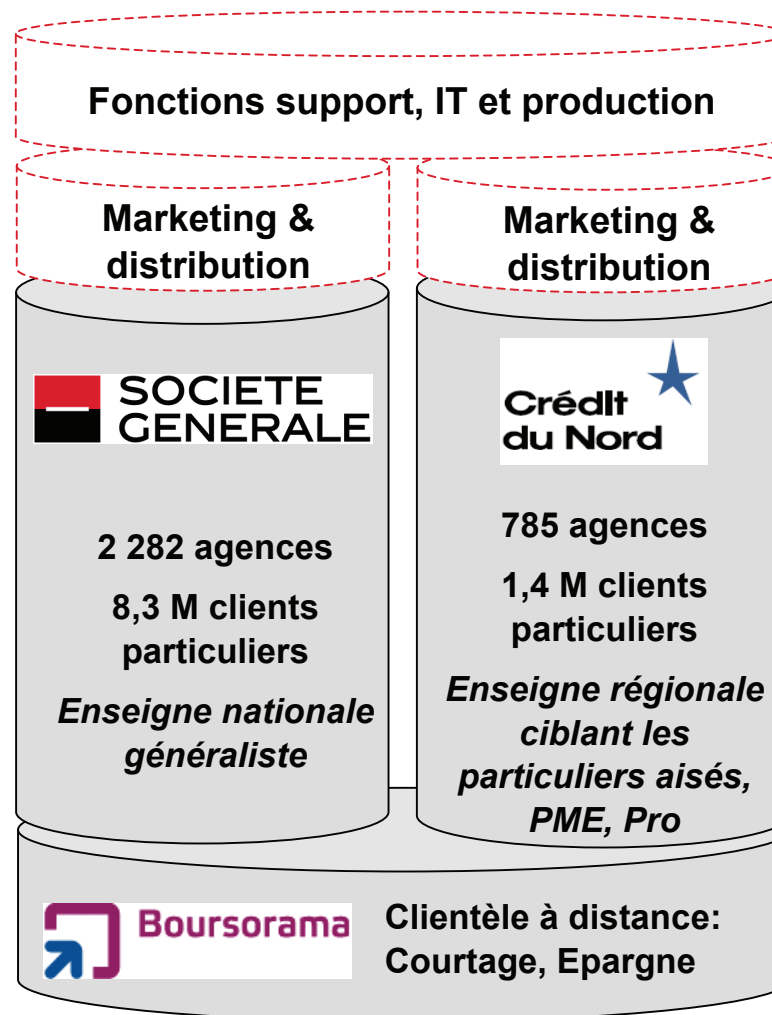 Fonctions support, IT et production
Marketing &
distribution
SOCIETE
GENERALE
2 282 agences
8,3 M clients
particuliers
Enseigne nationale
généraliste
Marketing &
distribution
Crédit
du Nord
785 agences
1,4 M clients
particuliers
Enseigne régionale
ciblant les
particuliers aisés,
PME, Pro
Boursorama
Clientèle à distance:
Courtage, Epargne